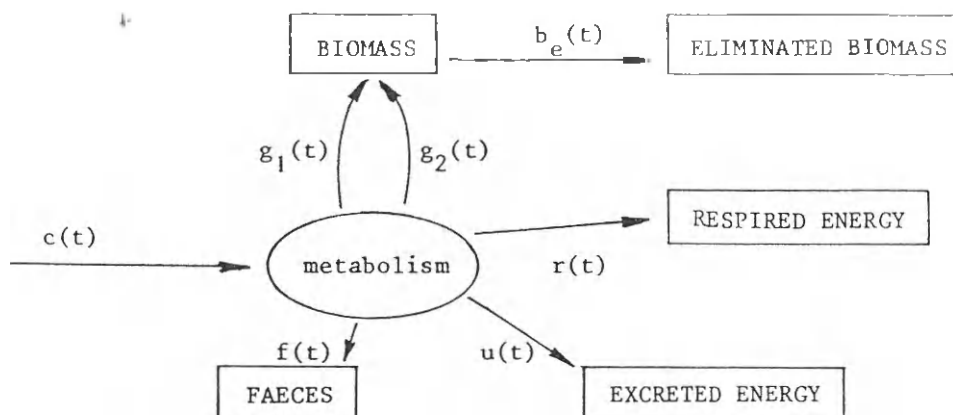 BIOMASS
b_e(t)
ELIMINATED BIOMASS
g_1(t)
g_2(t)
c(t)
metabolism
RESPIRED ENERGY
r(t)
f(t)
u(t)
FAECES
EXCRETED ENERGY